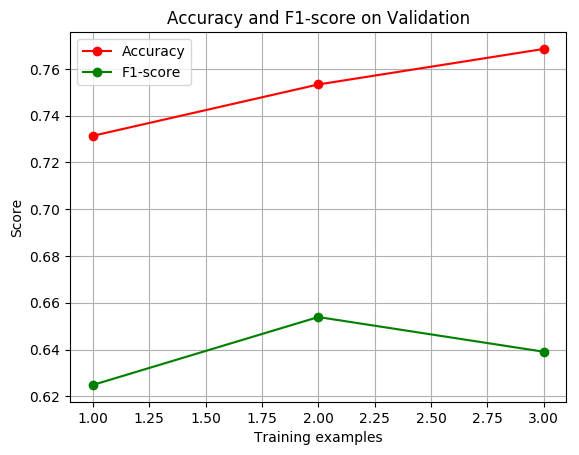 Accuracy and F1-score on Validation
Accuracy
F1-score
0.76
0.74
0.72
0.70
0.68
0.66
0.64
0.62
Score
1.00 1.25 1.50 1.75 2.00 2.25 2.50 2.75 3.00
Training examples